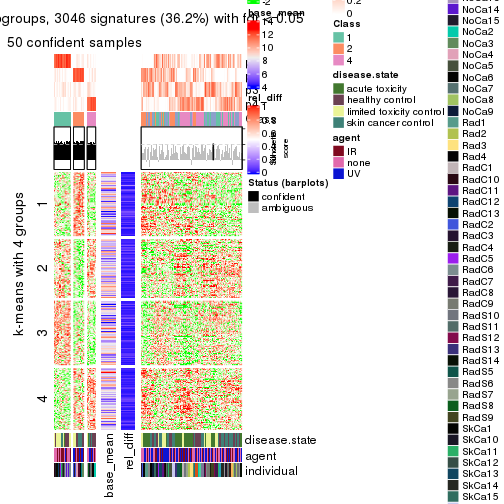 groups, 3046 signatures (36.2%) with
0.05
50 confident samples
k-means with 4 groups
1
2
3
4
base_mean
rel_diff
disease.state
agent
individual
-2
base_mean
14
12
10
8
6
4
rel_diff
Status (barplots)
confident
ambiguous
0.2
0
Class
1
2
4
disease.state
acute toxicity
healthy control
limited toxicity control
skin cancer control
agent
IR
none
UV
NoCa14
NoCa15
NoCa2
NoCa3
NoCa4
NoCa5
NoCa6
NoCa7
NoCa8
NoCa9
Rad1
Rad2
Rad3
Rad4
RadC1
RadC10
RadC11
RadC12
RadC13
RadC2
RadC3
RadC4
RadC5
RadC6
RadC7
RadC8
RadC9
RadS10
RadS11
RadS12
RadS13
RadS14
RadS5
RadS6
RadS7
RadS8
RadS9
SkCa1
SkCa10
SkCa11
SkCa12
SkCa13
SkCa14
SkCa15